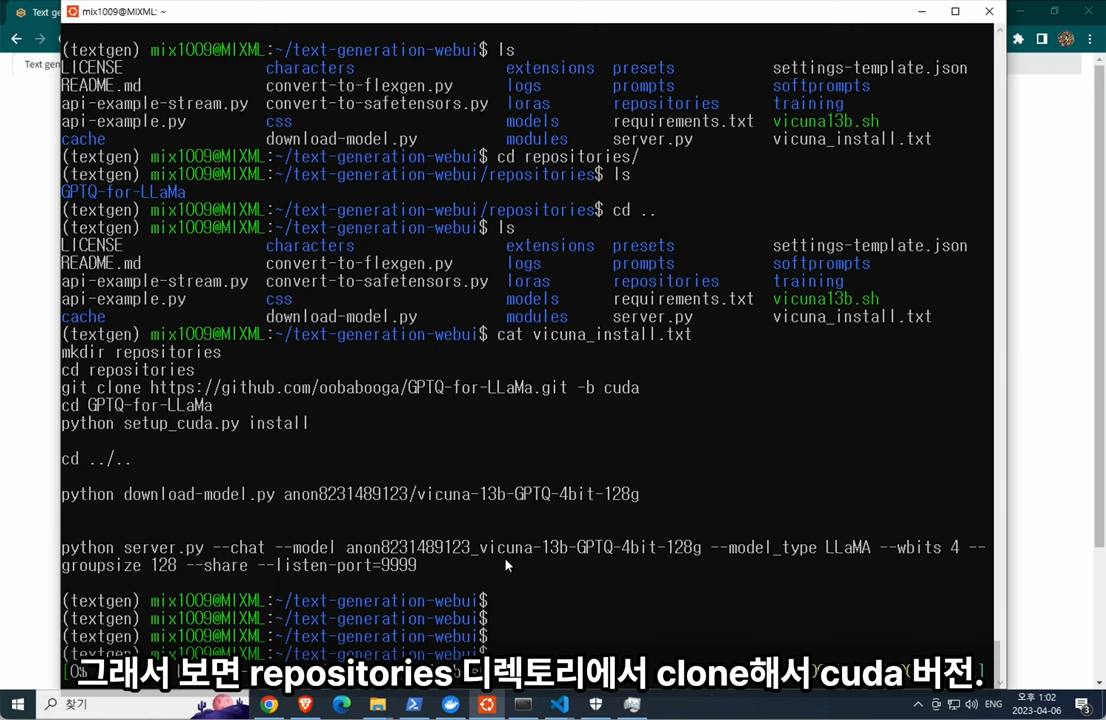 Text gen
mix1009@MIXML: ~
Text gen
(textgen) mix1009@MIXML:~/text-generation-webui$ ls
LICENSE characters extensions presets settings-template.json
README.md convert-to-flexgen.py logs prompts softprompts
api-example-stream.py convert-to-safetensors.py loras repositories training
api-example.py css models requirements.txt vicuna13b.sh
cache download-model.py modules server.py vicuna_install.txt
(textgen) mix1009@MIXML:~/text-generation-webui$ cd repositories/
(textgen) mix1009@MIXML:~/text-generation-webui/repositories$ ls
GPTQ-for-LLaMa
(textgen) mix1009@MIXML:~/text-generation-webui/repositories$ cd ..
(textgen) mix1009@MIXML:~/text-generation-webui$ ls
LICENSE characters extensions presets settings-template.json
README.md convert-to-flexgen.py logs prompts softprompts
api-example-stream.py convert-to-safetensors.py loras repositories training
api-example.py css models requirements.txt vicuna13b.sh
cache download-model.py modules server.py vicuna_install.txt
(textgen) mix1009@MIXML:~/text-generation-webui$ cat vicuna_install.txt
mkdir repositories
cd repositories
git clone https://github.com/oobabooga/GPTQ-for-LLaMa.git -b cuda
cd GPTQ-for-LLaMa
python setup_cuda.py install
cd ../..
python download-model.py anon8231489123/vicuna-13b-GPTQ-4bit-128g
python server.py --chat --model anon8231489123_vicuna-13b-GPTQ-4bit-128g --model_type LLaMA --wbits 4 --
groupsize 128 --share --listen-port=9999
(textgen) mix1009@MIXML:~/text-generation-webui$
(textgen) mix1009@MIXML:~/text-generation-webui$
(textgen) mix1009@MIXML:~/text-generation-webui$
(textgen) mix1009@MIXML:~/text-generation-webui$
그래서 보면 repositories 디렉토리에서 clone해서 cuda 버전.
찾기
ENG
오후 1:02
2023-04-06
3